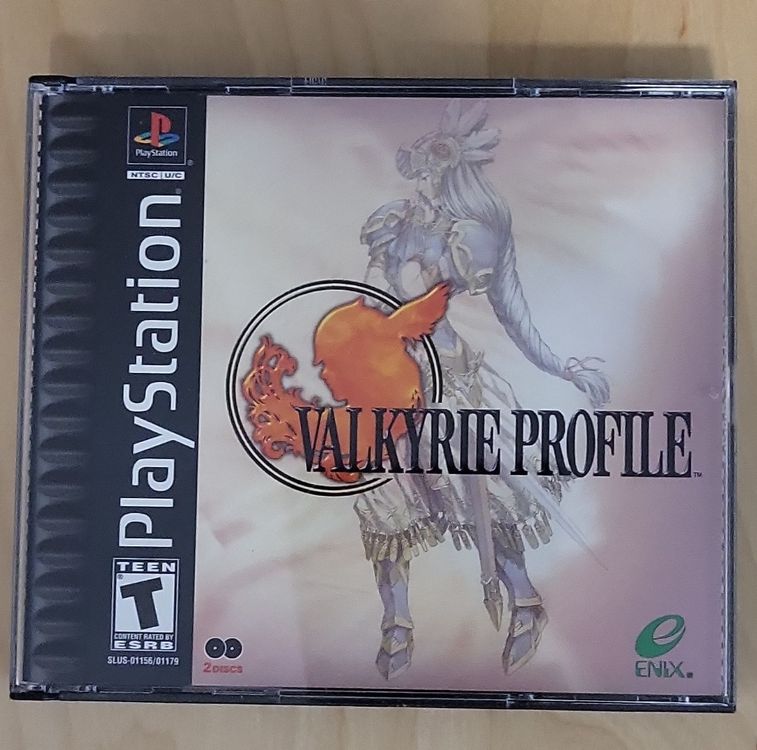 PlayStation
NTSC U/C
PlayStation
TEEN
T
CONTENT RATED BY
ESRB
SLUS-01156/01179
VALKYRIE PROFILE
2 DISCS
ENIX